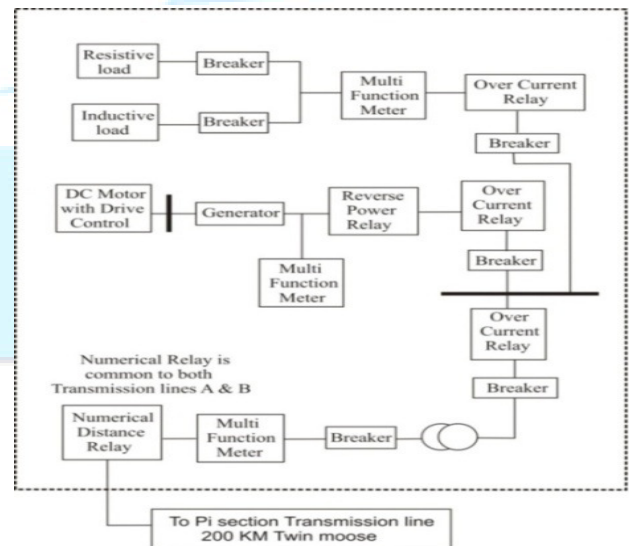 Resistive
load
Breaker
Multi
Function
Meter
Over Current
Relay
Inductive
load
Breaker
Breaker
DC Motor
with Drive
Control
Generator
Reverse
Power
Relay
Over
Current
Relay
Multi
Function
Meter
Breaker
Over
Current
Relay
Breaker
Numerical Relay is
common to both
Transmission lines A & B
Numerical
Distance
Relay
Multi
Function
Meter
Breaker
To Pi section Transmission line
200 KM Twin moose